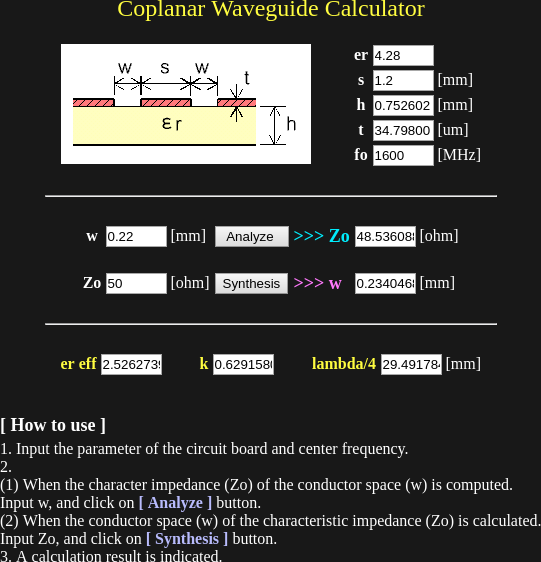 Coplanar Waveguide Calculator
w s w
t
εr
h
er 4.28
s 1.2 [mm]
h 0.752602 [mm]
t 34.79800 [um]
fo 1600 [MHz]
w 0.22 [mm] Analyze >>> Zo 48.536088 [ohm]
Zo 50 [ohm] Synthesis >>> w 0.2340468 [mm]
er eff 2.5262739 k 0.6291580 lambda/4 29.491784 [mm]
[ How to use ]
1. Input the parameter of the circuit board and center frequency.
2.
(1) When the character impedance (Zo) of the conductor space (w) is computed.
Input w, and click on [ Analyze ] button.
(2) When the conductor space (w) of the characteristic impedance (Zo) is calculated.
Input Zo, and click on [ Synthesis ] button.
3. A calculation result is indicated.